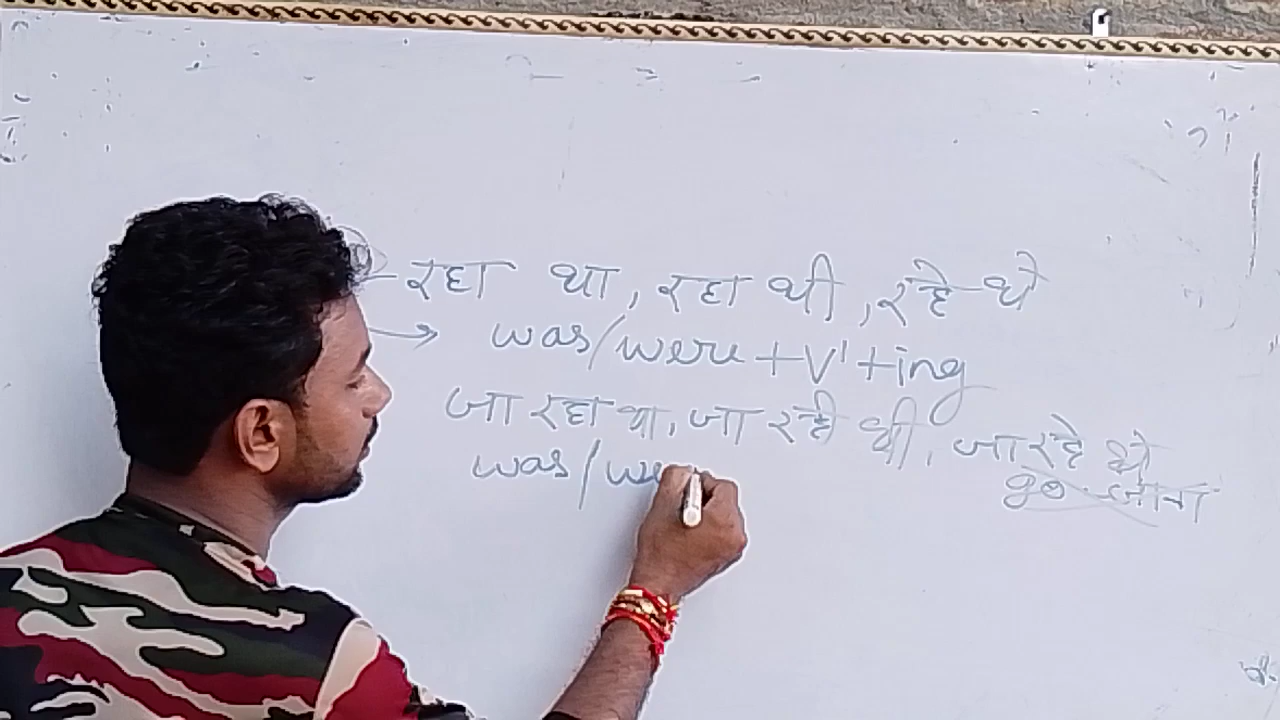 रहा था, रहा थी, रहे थे
→ was/were + V¹ + ing
जा रहा था, जा रही थी, जा रहे थे
go - जाना
was/we